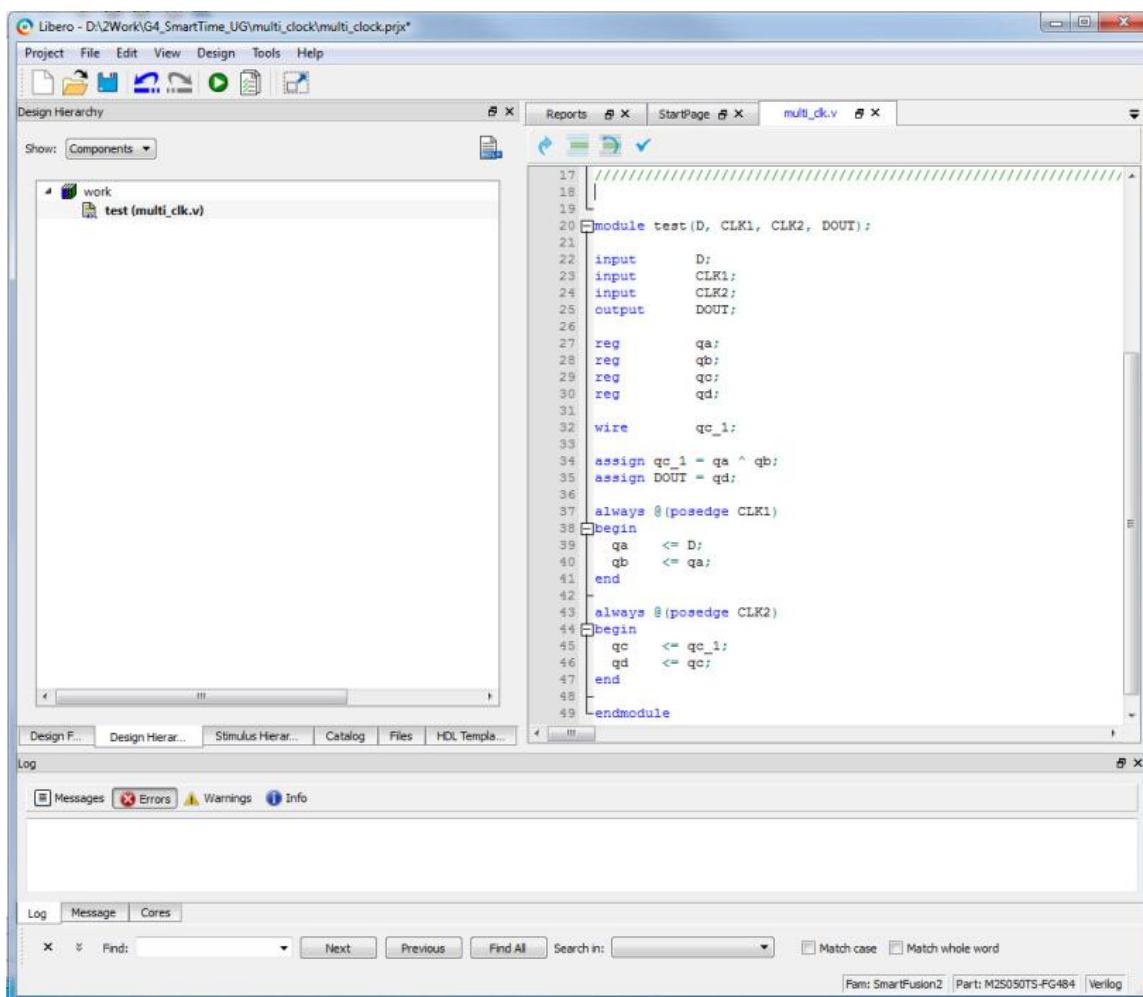 Libero - D:\2Work\G4_SmartTime_UG\multi_clock\multi_clock.prjx*
Project File Edit View Design Tools Help
Design Hierarchy
Show: Components
work
test (multi_clk.v)
Reports StartPage multi_clk.v
17 //////////////////////////////////////////////////////////////
18
19
20 module test(D, CLK1, CLK2, DOUT);
21
22 input D;
23 input CLK1;
24 input CLK2;
25 output DOUT;
26
27 reg qa;
28 reg qb;
29 reg qc;
30 reg qd;
31
32 wire qc_1;
33
34 assign qc_1 = qa ^ qb;
35 assign DOUT = qd;
36
37 always @(posedge CLK1)
38 begin
39 qa <= D;
40 qb <= qa;
41 end
42
43 always @(posedge CLK2)
44 begin
45 qc <= qc_1;
46 qd <= qc;
47 end
48
49 endmodule
Design F... Design Hierar... Stimulus Hierar... Catalog Files HDL Templa...
Log
Messages Errors Warnings Info
Log Message Cores
Find: Next Previous Find All Search in: Match case Match whole word
Fam: SmartFusion2 Part: M2S050TS-FG484 Verilog